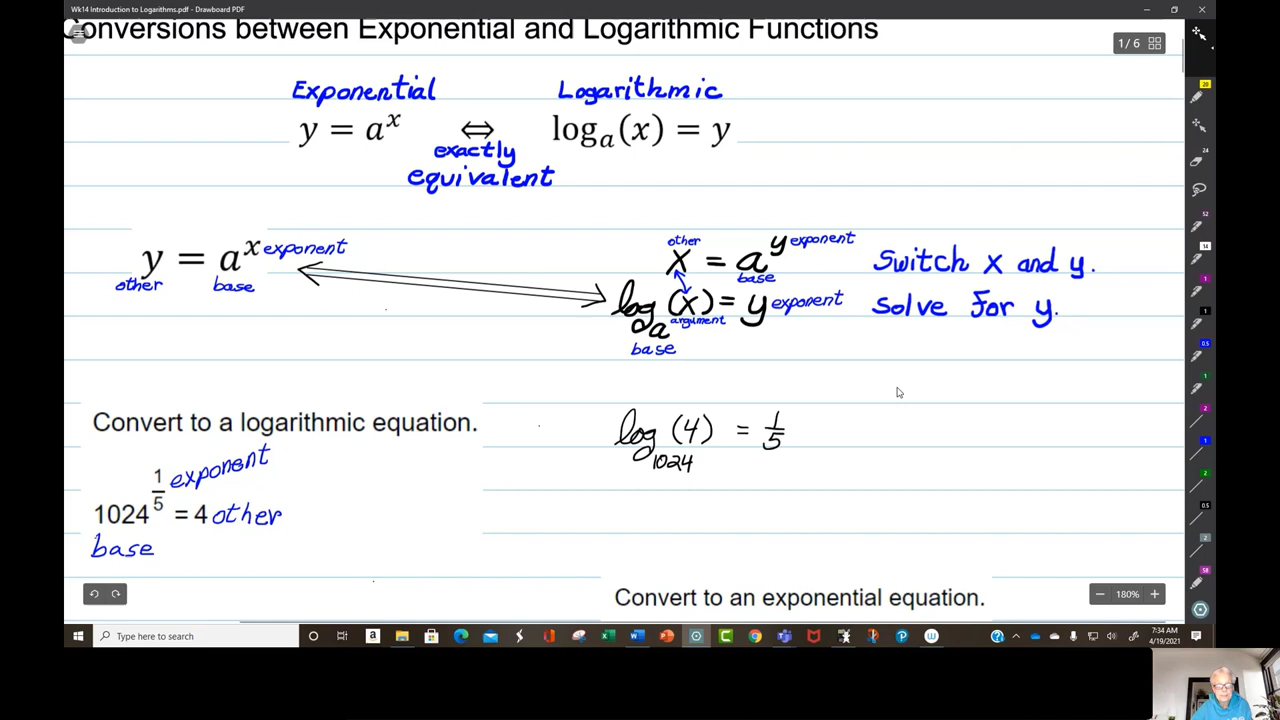 Wk14 Introduction to Logarithms.pdf - Drawboard PDF
Conversions between Exponential and Logarithmic Functions
1 / 6
Exponential Logarithmic
y = a^x ⇔ log_a(x) = y
exactly
equivalent
y = a^x exponent
other base
other
x = a^y exponent Switch x and y.
base
log_a(x) = y exponent Solve for y.
argument
base
Convert to a logarithmic equation.
1024^(1/5) = 4 other
exponent
base
log_1024(4) = 1/5
Convert to an exponential equation.
180%
Type here to search
7:34 AM
4/19/2021